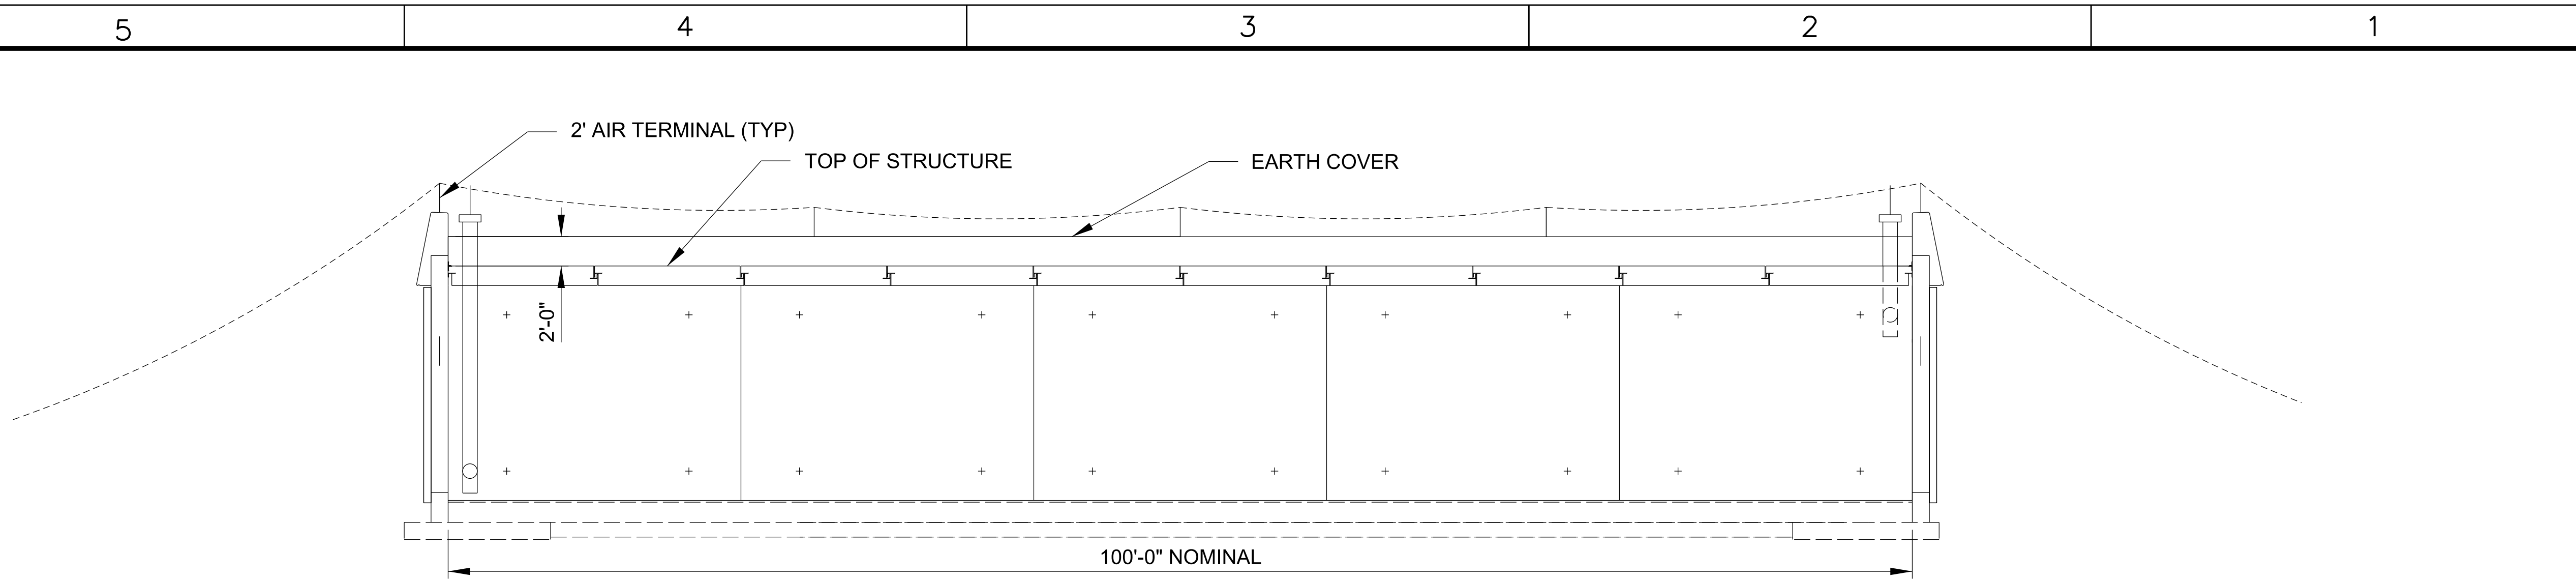 5 4 3 2 1
2' AIR TERMINAL (TYP)
TOP OF STRUCTURE
EARTH COVER
2'-0"
100'-0" NOMINAL